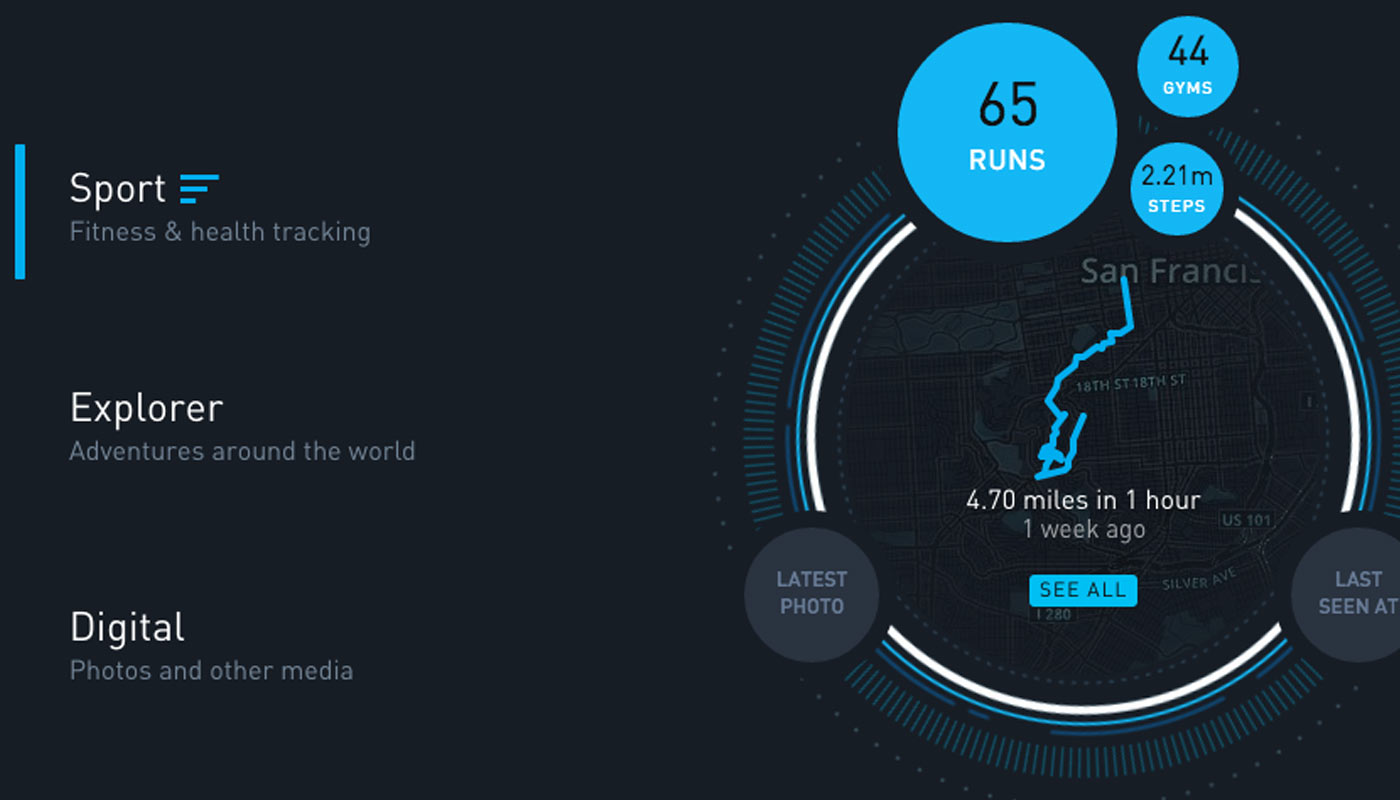 Sport
Fitness & health tracking
Explorer
Adventures around the world
Digital
Photos and other media
65
RUNS
44
GYMS
2.21m
STEPS
San Franci
18TH ST 18TH ST
4.70 miles in 1 hour
1 week ago
US 101
SEE ALL
SILVER AVE
I 280
LATEST
PHOTO
LAST
SEEN AT